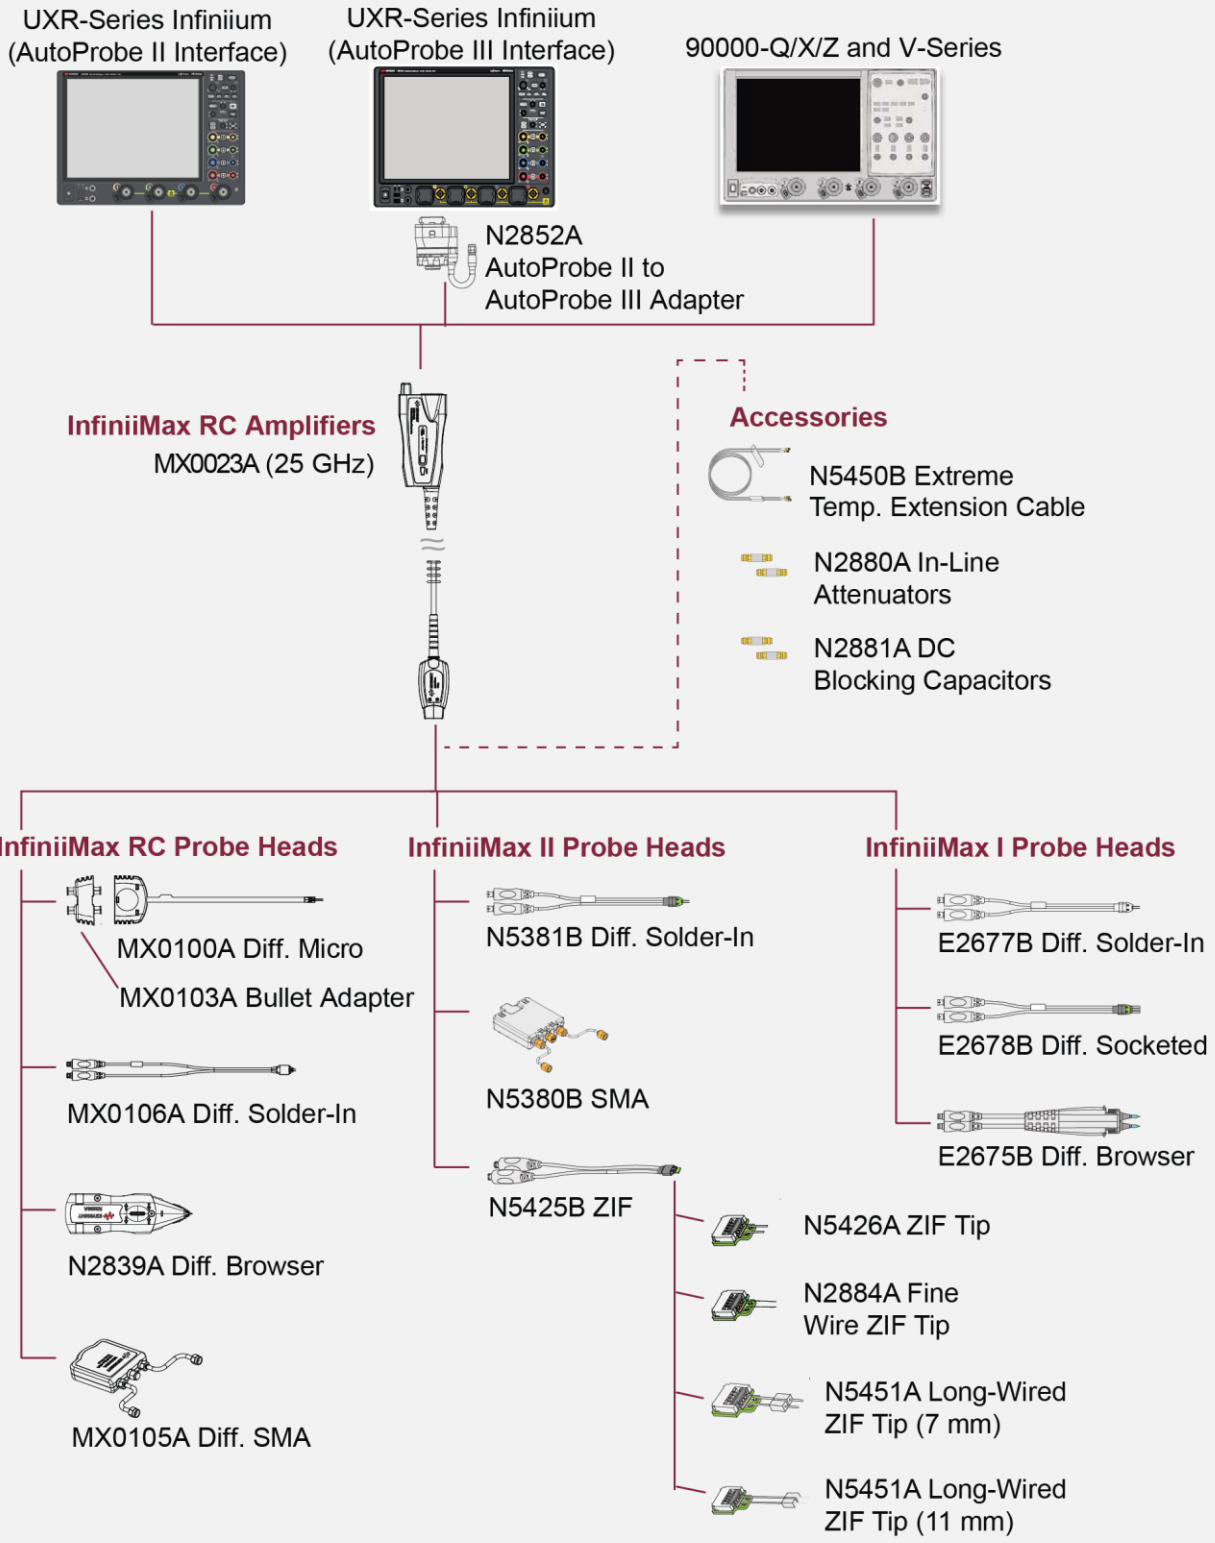 UXR-Series Infiniium
(AutoProbe II Interface)
UXR-Series Infiniium
(AutoProbe III Interface)
90000-Q/X/Z and V-Series
N2852A
AutoProbe II to
AutoProbe III Adapter
InfiniiMax RC Amplifiers
MX0023A (25 GHz)
Accessories
N5450B Extreme
Temp. Extension Cable
N2880A In-Line
Attenuators
N2881A DC
Blocking Capacitors
InfiniiMax RC Probe Heads
MX0100A Diff. Micro
MX0103A Bullet Adapter
MX0106A Diff. Solder-In
N2839A Diff. Browser
MX0105A Diff. SMA
InfiniiMax II Probe Heads
N5381B Diff. Solder-In
N5380B SMA
N5425B ZIF
N5426A ZIF Tip
N2884A Fine
Wire ZIF Tip
N5451A Long-Wired
ZIF Tip (7 mm)
N5451A Long-Wired
ZIF Tip (11 mm)
InfiniiMax I Probe Heads
E2677B Diff. Solder-In
E2678B Diff. Socketed
E2675B Diff. Browser